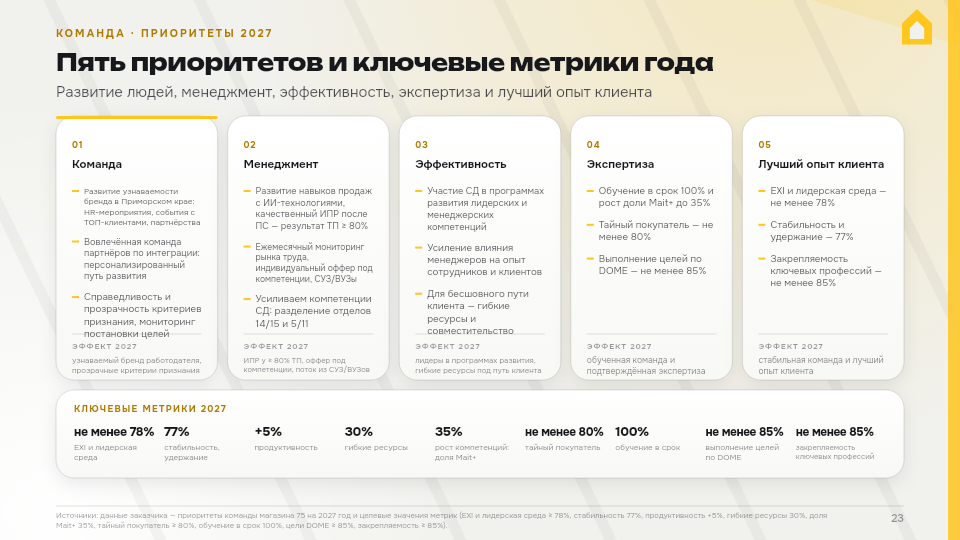 КОМАНДА · ПРИОРИТЕТЫ 2027
Пять приоритетов и ключевые метрики года
Развитие людей, менеджмент, эффективность, экспертиза и лучший опыт клиента
01
Команда
Развитие узнаваемости
бренда в Приморском крае:
HR-мероприятия, события с
ТОП-клиентами, партнёрства
Вовлечённая команда
партнёров по интеграции:
персонализированный
путь развития
Справедливость и
прозрачность критериев
признания, мониторинг
постановки целей
ЭФФЕКТ 2027
узнаваемый бренд работодателя,
прозрачные критерии признания
02
Менеджмент
Развитие навыков продаж
с ИИ-технологиями,
качественный ИПР после
ПС — результат ТП ≥ 80%
Ежемесячный мониторинг
рынка труда,
индивидуальный оффер под
компетенции, СУЗ/ВУЗы
Усиливаем компетенции
СД: разделение отделов
14/15 и 5/11
ЭФФЕКТ 2027
ИПР у ≥ 80% ТП, оффер под
компетенции, поток из СУЗ/ВУЗов
03
Эффективность
Участие СД в программах
развития лидерских и
менеджерских
компетенций
Усиление влияния
менеджеров на опыт
сотрудников и клиентов
Для бесшовного пути
клиента — гибкие
ресурсы и
совместительство
ЭФФЕКТ 2027
лидеры в программах развития,
гибкие ресурсы под путь клиента
04
Экспертиза
Обучение в срок 100% и
рост доли Mait+ до 35%
Тайный покупатель — не
менее 80%
Выполнение целей по
DOME — не менее 85%
ЭФФЕКТ 2027
обученная команда и
подтверждённая экспертиза
05
Лучший опыт клиента
EXI и лидерская среда —
не менее 78%
Стабильность и
удержание — 77%
Закрепляемость
ключевых профессий —
не менее 85%
ЭФФЕКТ 2027
стабильная команда и лучший
опыт клиента
КЛЮЧЕВЫЕ МЕТРИКИ 2027
не менее 78% 77% +5% 30% 35% не менее 80% 100% не менее 85% не менее 85%
EXI и лидерская стабильность, продуктивность гибкие ресурсы рост компетенций: тайный покупатель обучение в срок выполнение целей закрепляемость
среда удержание доля Mait+ по DOME ключевых профессий
Источники: данные заказчика — приоритеты команды магазина 75 на 2027 год и целевые значения метрик (EXI и лидерская среда ≥ 78%, стабильность 77%, продуктивность +5%, гибкие ресурсы 30%, доля
Mait+ 35%, тайный покупатель ≥ 80%, обучение в срок 100%, цели DOME ≥ 85%, закрепляемость ≥ 85%).
23